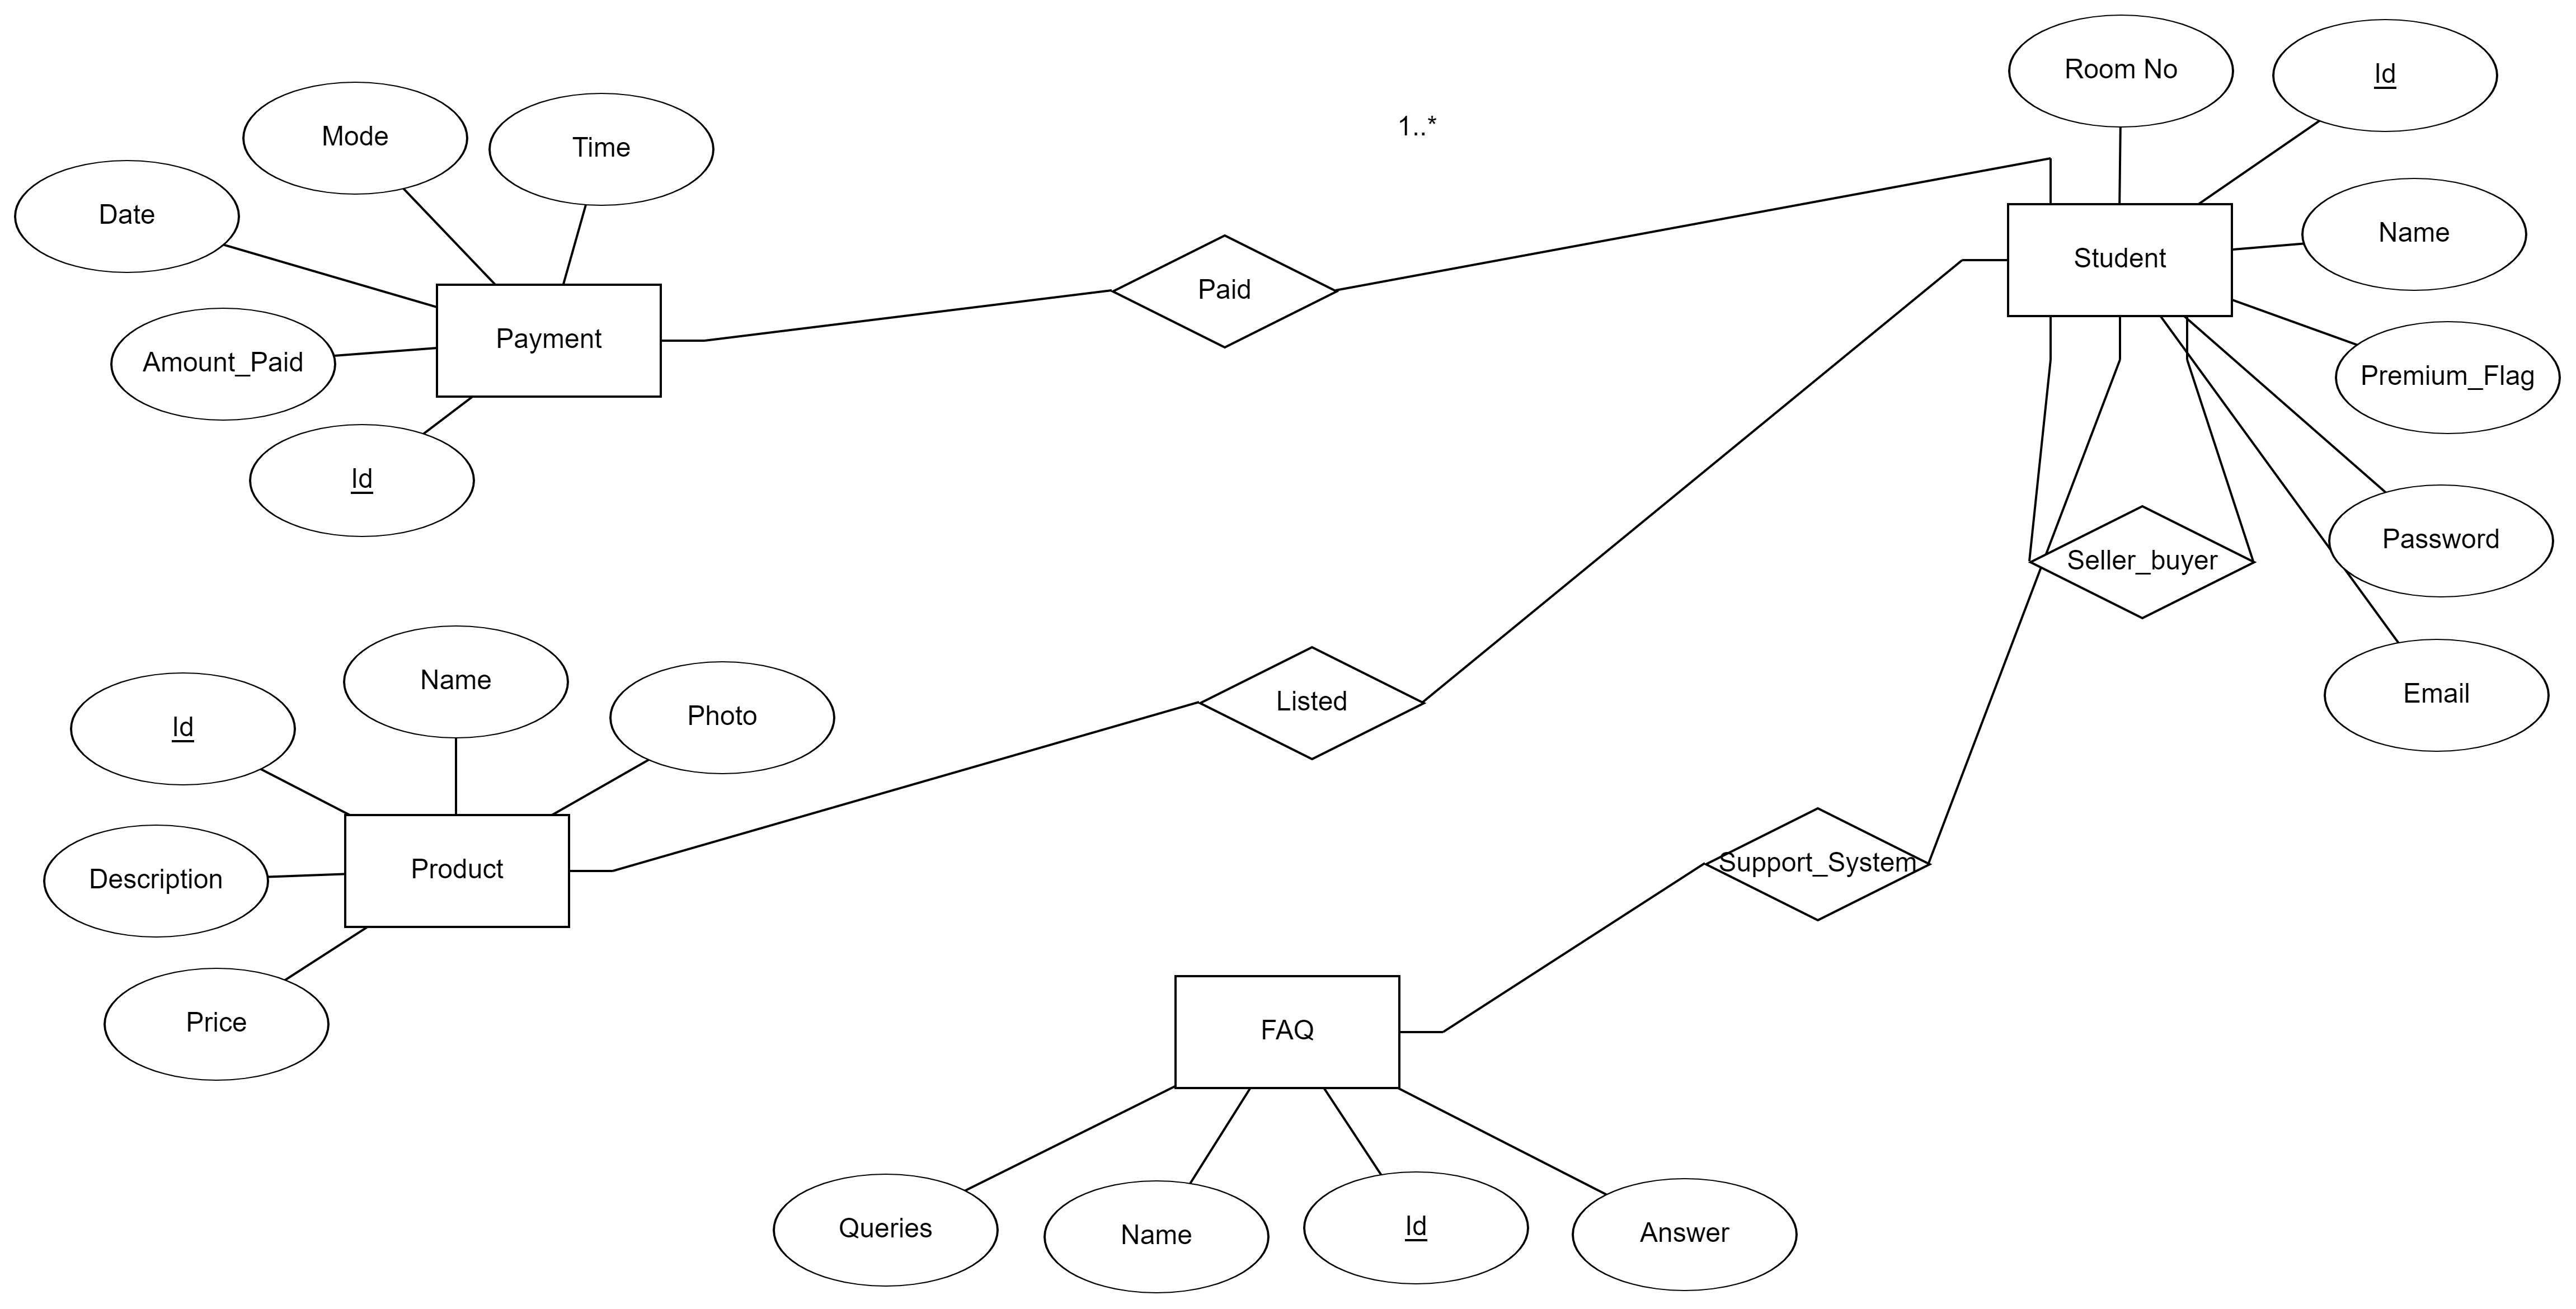 Room No
Id
1..*
Mode
Time
Date
Name
Student
Paid
Payment
Amount_Paid
Premium_Flag
Id
Password
Seller_buyer
Name
Email
Listed
Photo
Id
Support_System
Product
Description
Price
FAQ
Queries
Name
Id
Answer